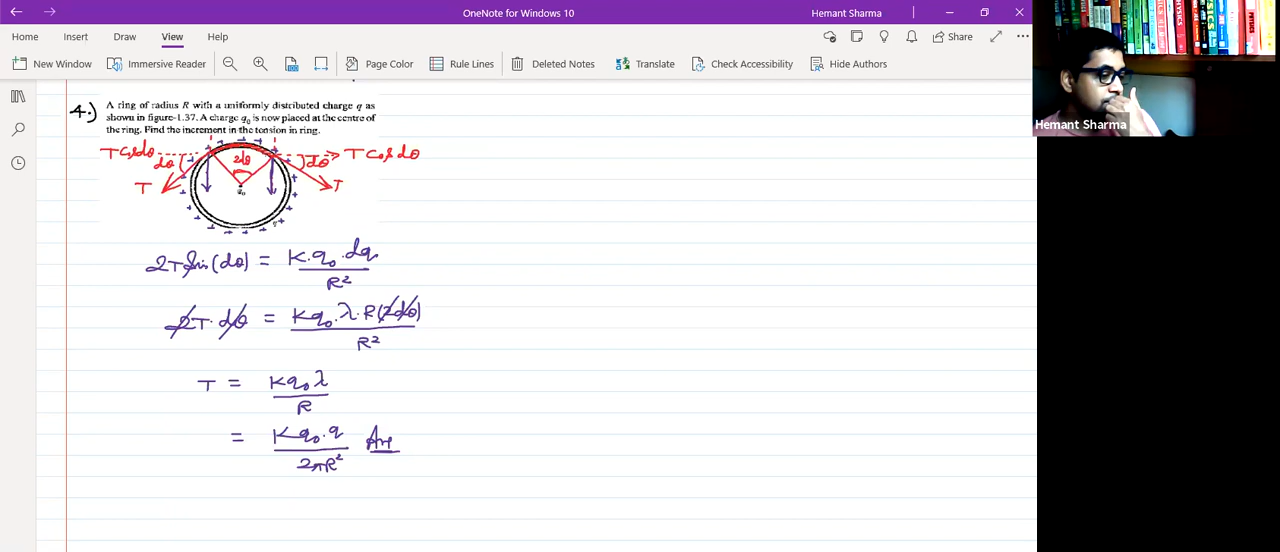 OneNote for Windows 10
Hemant Sharma
Home Insert Draw View Help
New Window Immersive Reader Page Color Rule Lines Deleted Notes Translate Check Accessibility Hide Authors Share
Hemant Sharma
4.) A ring of radius R with a uniformly distributed charge q as
shown in figure-1.37. A charge q₀ is now placed at the centre of
the ring. Find the increment in the tension in ring.
T cos dθ dθ 2dθ dθ T cos dθ
T q₀ T
2T sin(dθ) = K.q₀.dq / R²
2T.dθ = Kq₀.λ.R(2dθ) / R²
T = Kq₀λ / R
= Kq₀.q / 2πR² Ans